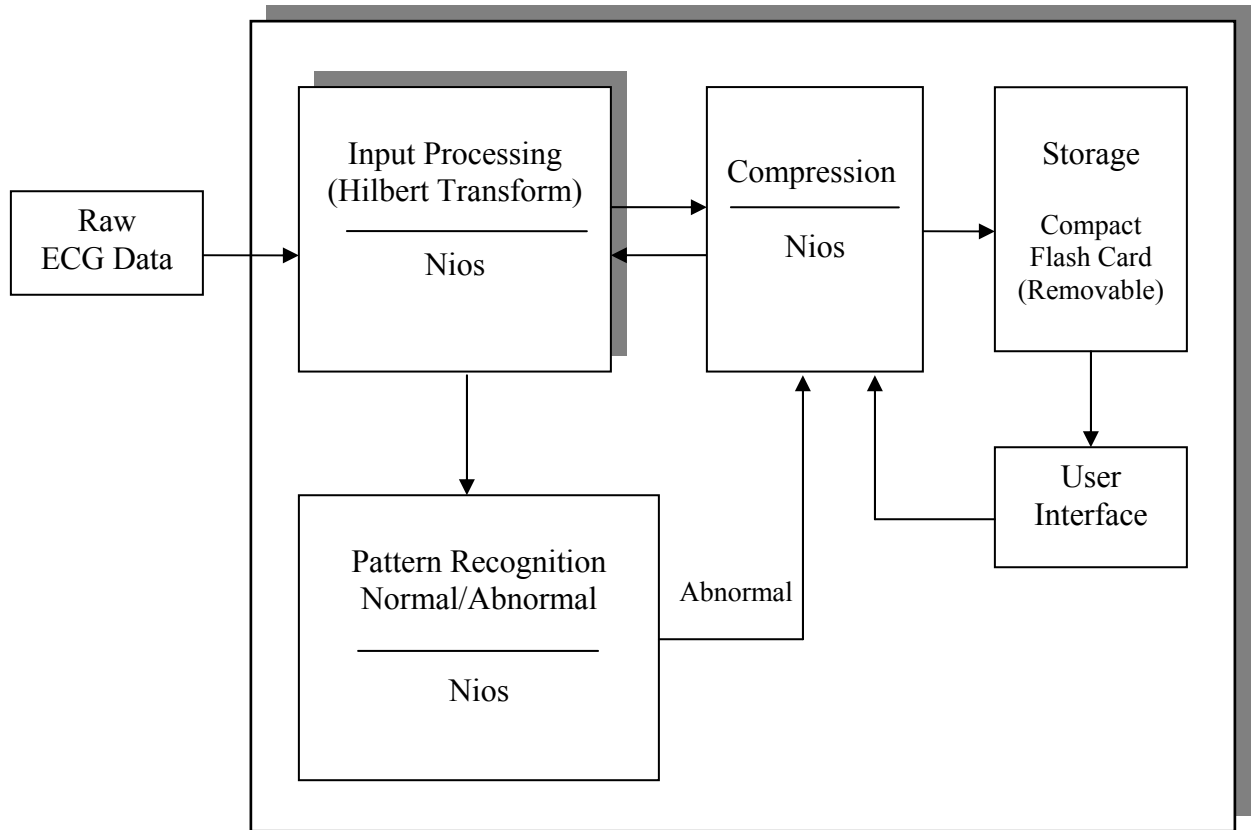 Raw
ECG Data
Input Processing
(Hilbert Transform)
Nios
Compression
Nios
Storage
Compact
Flash Card
(Removable)
User
Interface
Pattern Recognition
Normal/Abnormal
Nios
Abnormal